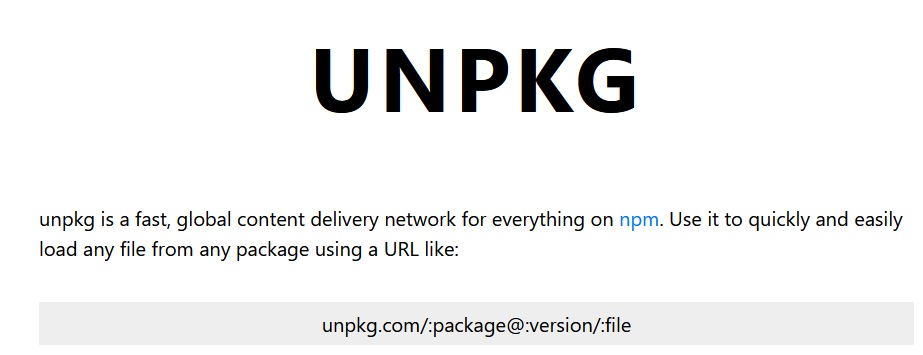 UNPKG
unpkg is a fast, global content delivery network for everything on npm. Use it to quickly and easily
load any file from any package using a URL like:
unpkg.com/:package@:version/:file